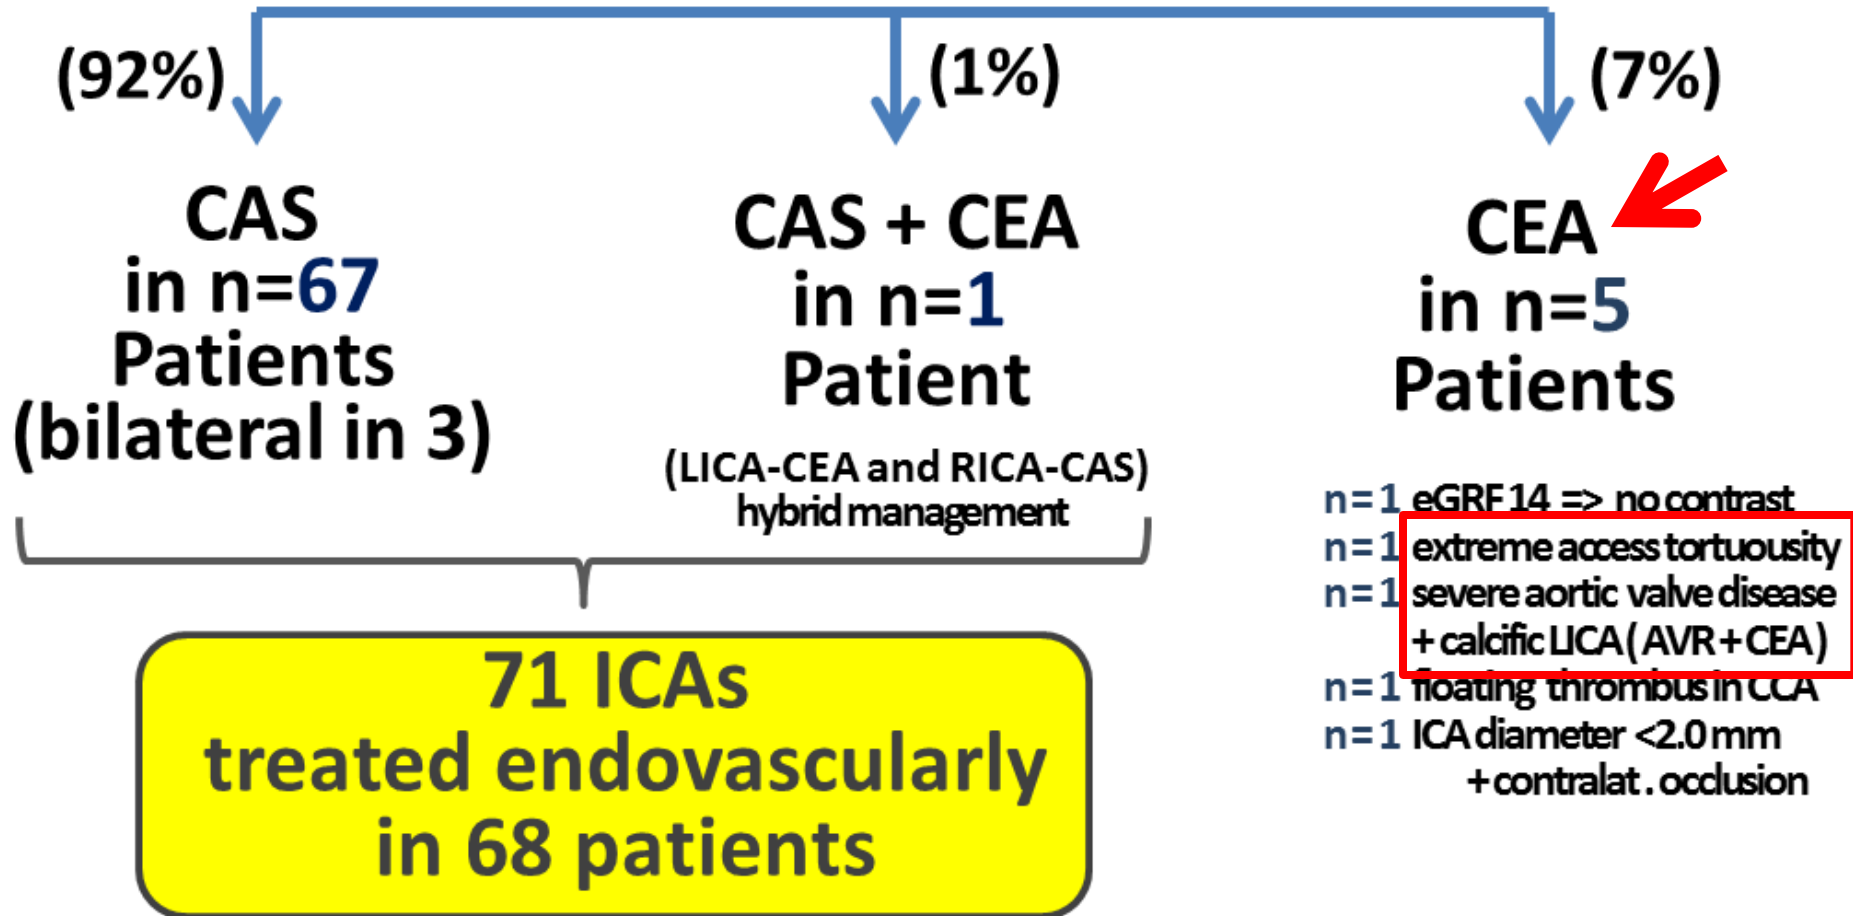 (92%)
(1%)
(7%)
CAS
in n=67
Patients
(bilateral in 3)
CAS + CEA
in n=1
Patient
(LICA-CEA and RICA-CAS)
hybrid management
CEA
in n=5
Patients
n=1 eGRF 14 => no contrast
n=1 extreme access tortuousity
n=1 severe aortic valve disease
+ calcific LICA (AVR + CEA)
n=1 floating thrombus in CCA
n=1 ICA diameter <2.0 mm
+ contralat. occlusion
71 ICAs
treated endovascularly
in 68 patients